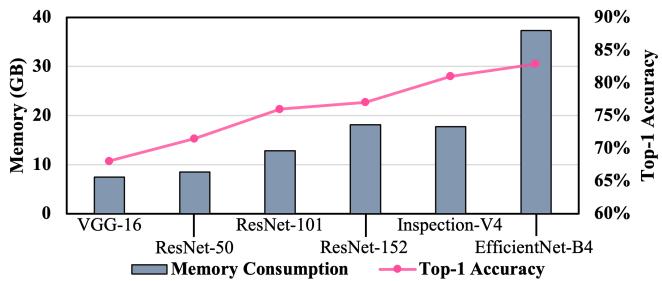 40
30
20
10
0
Memory (GB)
90%
85%
80%
75%
70%
65%
60%
Top-1 Accuracy
VGG-16
ResNet-50
ResNet-101
ResNet-152
Inspection-V4
EfficientNet-B4
Memory Consumption
Top-1 Accuracy